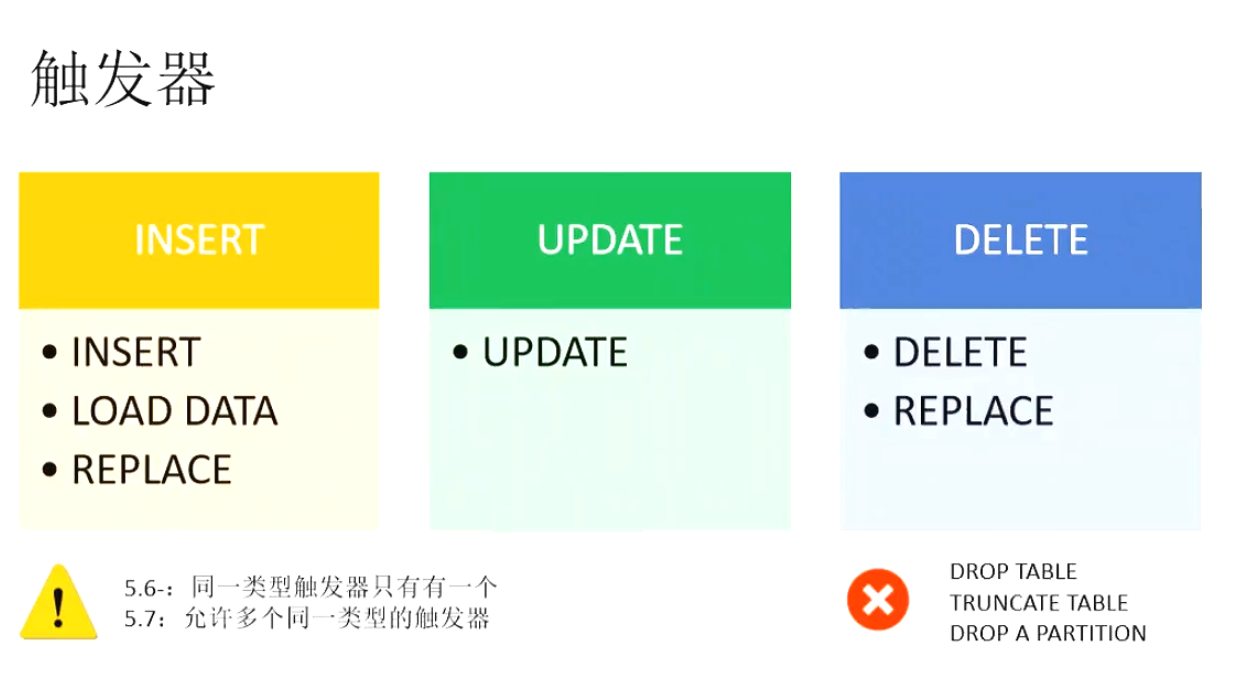 触发器
INSERT
• INSERT
• LOAD DATA
• REPLACE
UPDATE
• UPDATE
DELETE
• DELETE
• REPLACE
5.6-：同一类型触发器只有有一个
5.7：允许多个同一类型的触发器
DROP TABLE
TRUNCATE TABLE
DROP A PARTITION